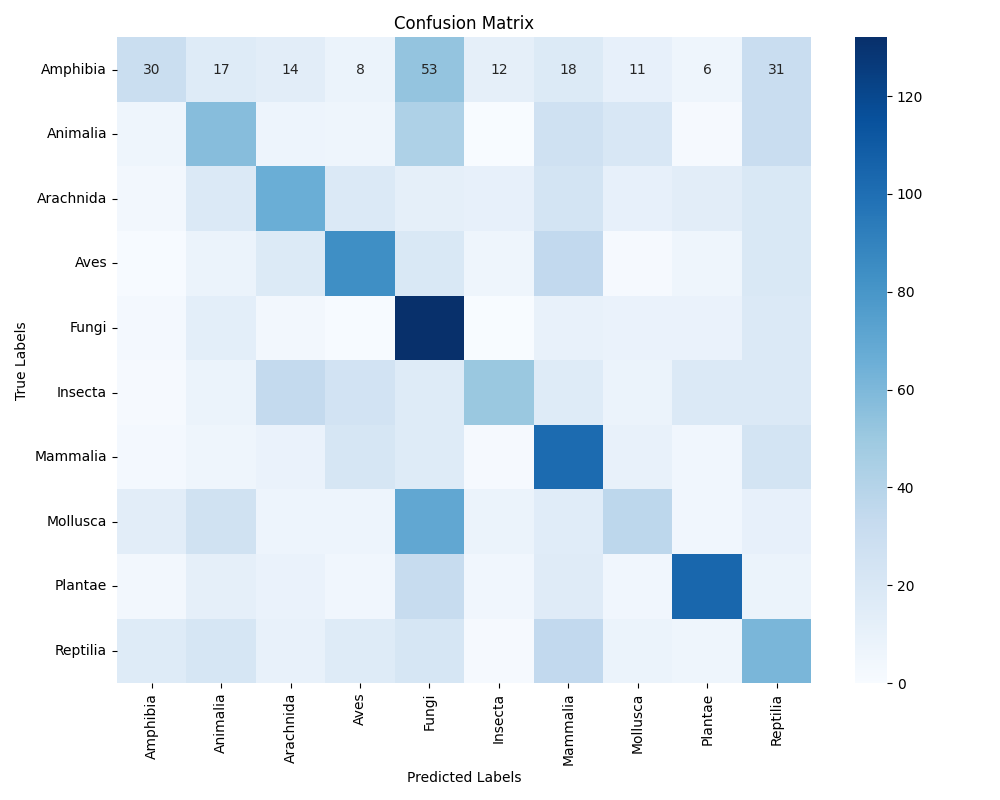 Confusion Matrix
Amphibia 30 17 14 8 53 12 18 11 6 31
Animalia
Arachnida
Aves
Fungi
Insecta
Mammalia
Mollusca
Plantae
Reptilia
True Labels
Amphibia Animalia Arachnida Aves Fungi Insecta Mammalia Mollusca Plantae Reptilia
Predicted Labels
120
100
80
60
40
20
0